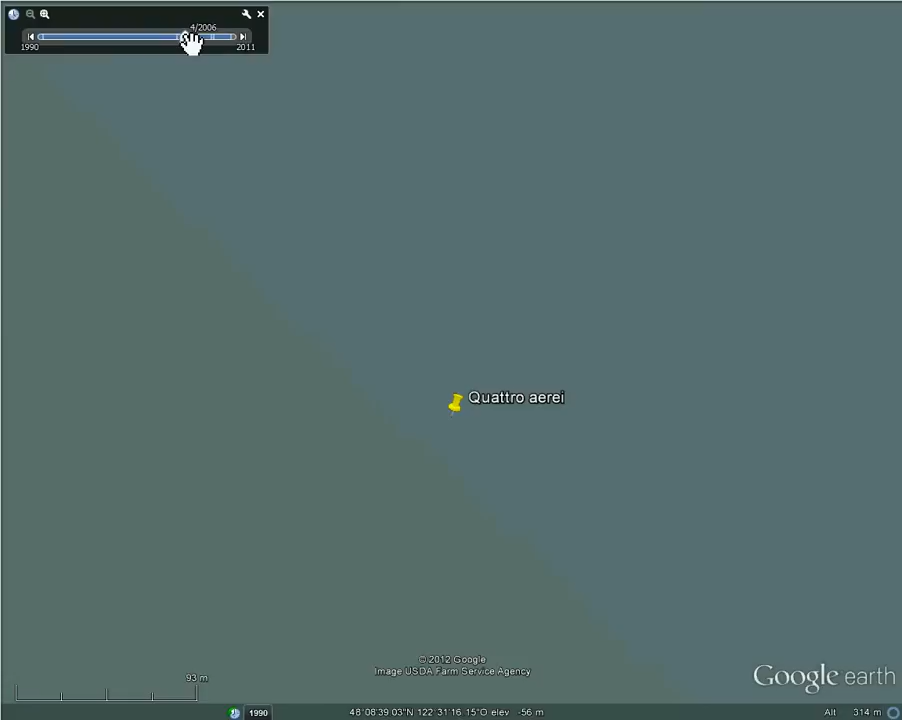 4/2006
1990
2011
Quattro aerei
© 2012 Google
Image USDA Farm Service Agency
Google earth
93 m
1990
48°08'39.03"N 122°31'16.15"O elev -56 m
Alt 314 m